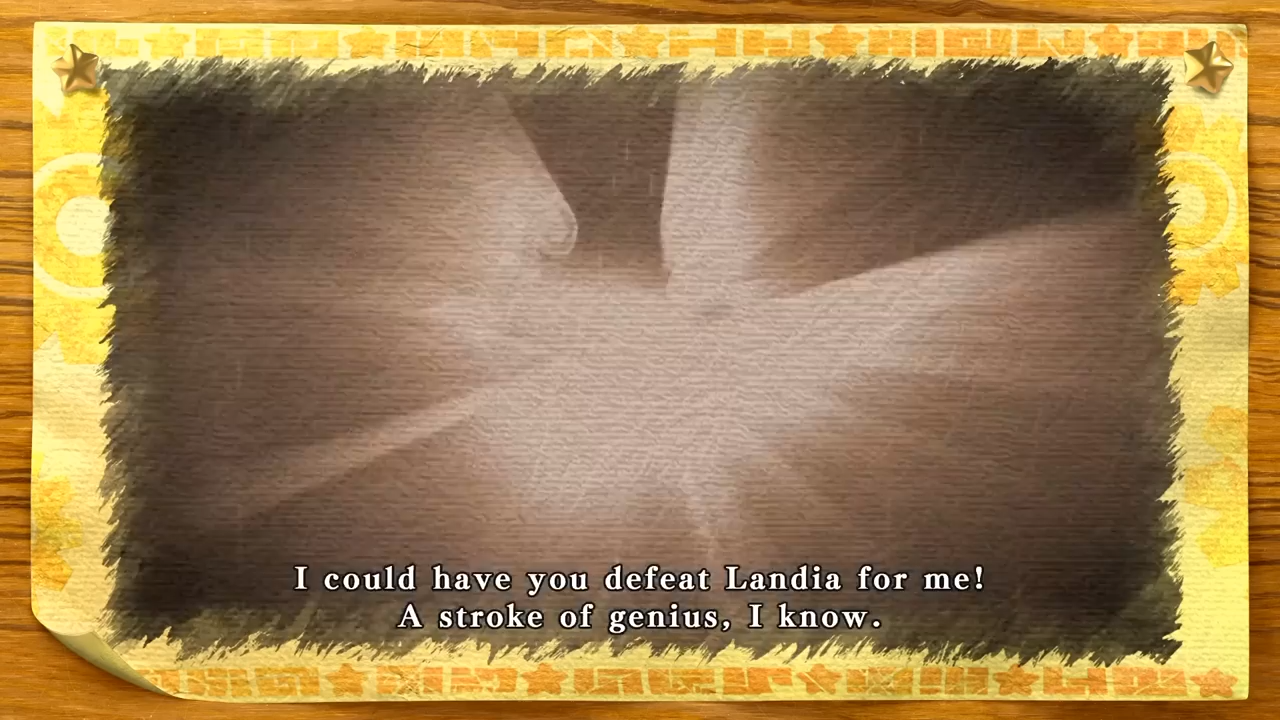 I could have you defeat Landia for me!
A stroke of genius, I know.